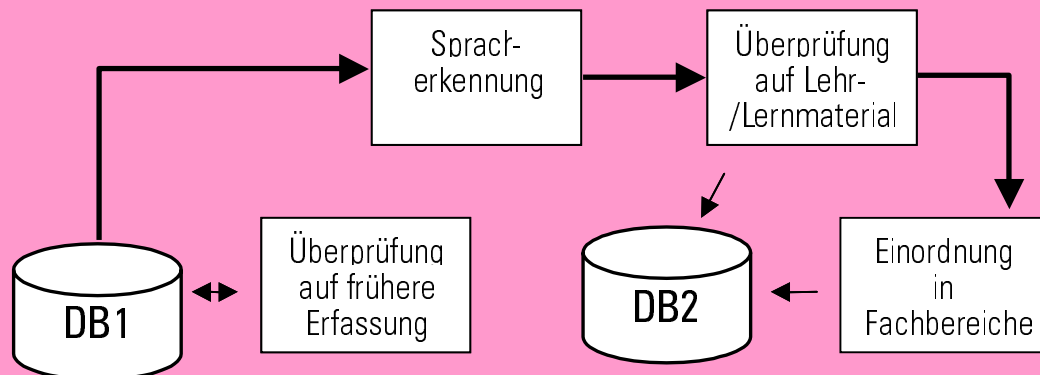 Sprach-
erkennung
Überprüfung
auf Lehr-
/Lernmaterial
Überprüfung
auf frühere
Erfassung
Einordnung
in
Fachbereiche
DB1
DB2